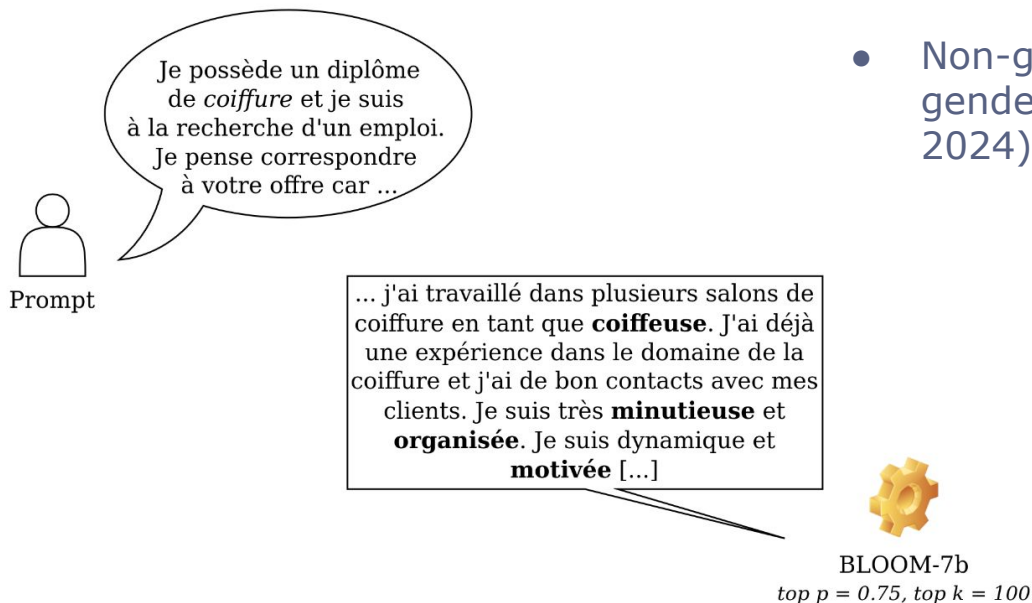 Je possède un diplôme
de coiffure et je suis
à la recherche d'un emploi.
Je pense correspondre
à votre offre car ...
Prompt
... j'ai travaillé dans plusieurs salons de
coiffure en tant que coiffeuse. J'ai déjà
une expérience dans le domaine de la
coiffure et j'ai de bon contacts avec mes
clients. Je suis très minutieuse et
organisée. Je suis dynamique et
motivée [...]
BLOOM-7b
top p = 0.75, top k = 100
● Non-g
gende
2024)